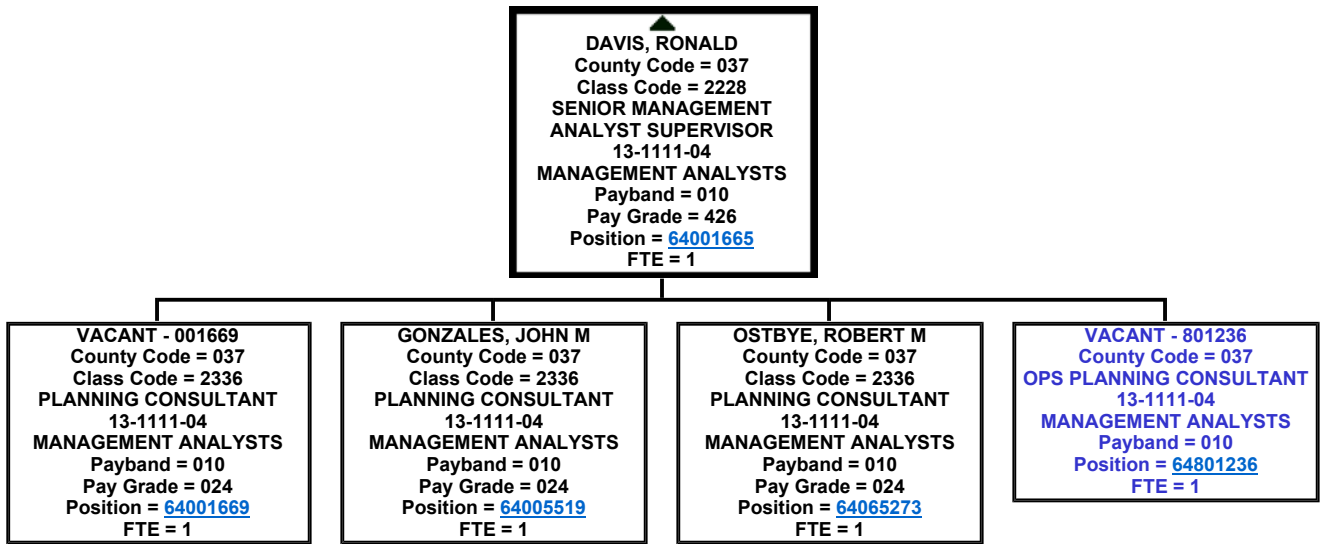 DAVIS, RONALD
County Code = 037
Class Code = 2228
SENIOR MANAGEMENT
ANALYST SUPERVISOR
13-1111-04
MANAGEMENT ANALYSTS
Payband = 010
Pay Grade = 426
Position = 64001665
FTE = 1
VACANT - 001669
County Code = 037
Class Code = 2336
PLANNING CONSULTANT
13-1111-04
MANAGEMENT ANALYSTS
Payband = 010
Pay Grade = 024
Position = 64001669
FTE = 1
GONZALES, JOHN M
County Code = 037
Class Code = 2336
PLANNING CONSULTANT
13-1111-04
MANAGEMENT ANALYSTS
Payband = 010
Pay Grade = 024
Position = 64005519
FTE = 1
OSTBYE, ROBERT M
County Code = 037
Class Code = 2336
PLANNING CONSULTANT
13-1111-04
MANAGEMENT ANALYSTS
Payband = 010
Pay Grade = 024
Position = 64065273
FTE = 1
VACANT - 801236
County Code = 037
OPS PLANNING CONSULTANT
13-1111-04
MANAGEMENT ANALYSTS
Payband = 010
Position = 64801236
FTE = 1